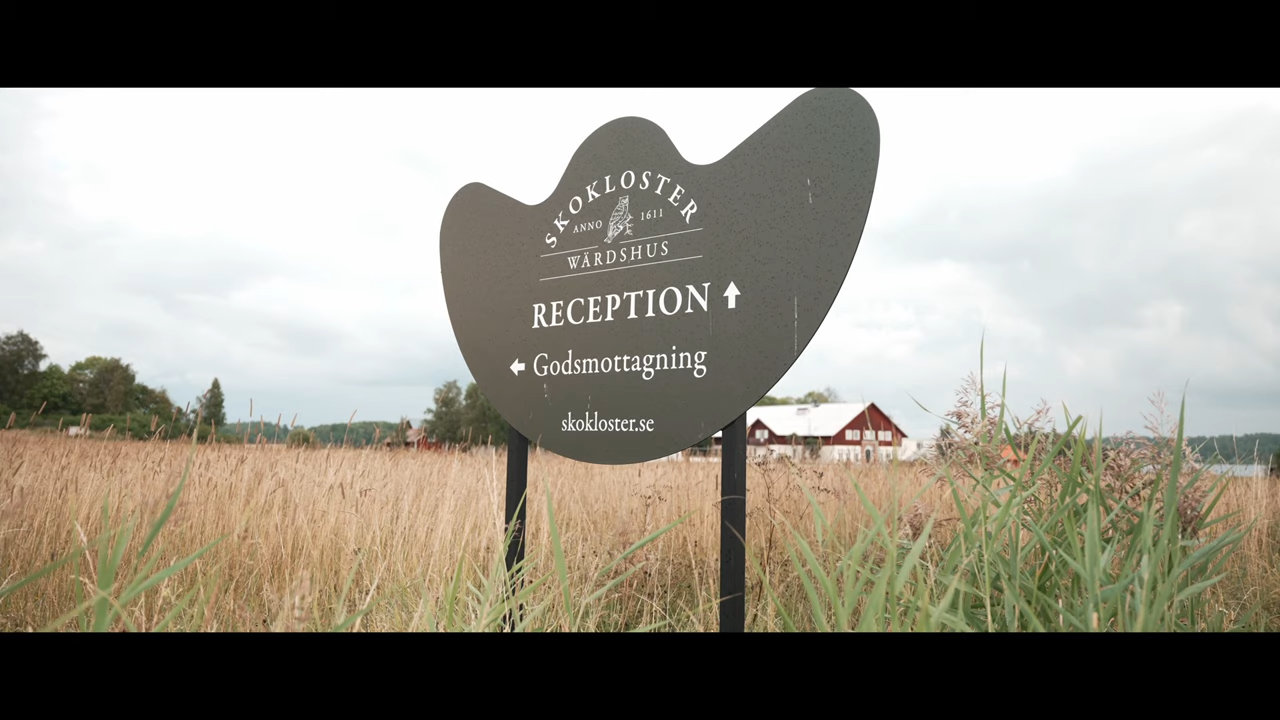 SKOKLOSTER
ANNO 1611
WÄRDSHUS
RECEPTION ↑
← Godsmottagning
skokloster.se